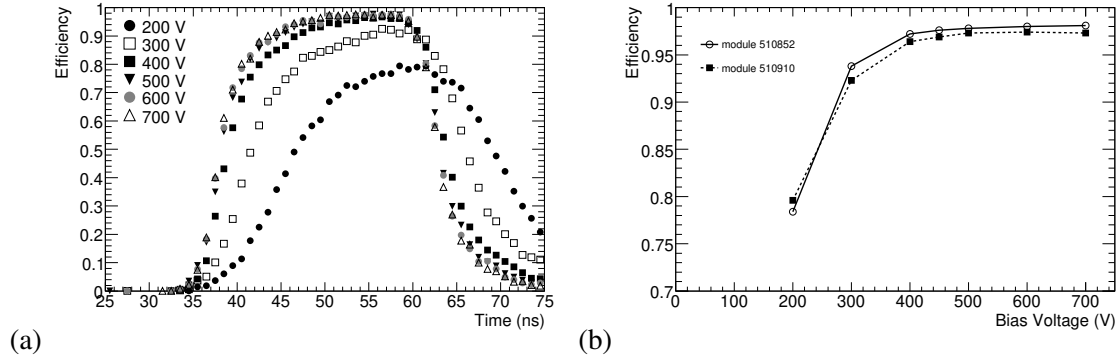 Efficiency
1
0.9
0.8
0.7
0.6
0.5
0.4
0.3
0.2
0.1
0
200 V
300 V
400 V
500 V
600 V
700 V
25 30 35 40 45 50 55 60 65 70 75
Time (ns)
(a)
Efficiency
1
0.95
0.9
0.85
0.8
0.75
0.7
module 510852
module 510910
0 100 200 300 400 500 600 700
Bias Voltage (V)
(b)